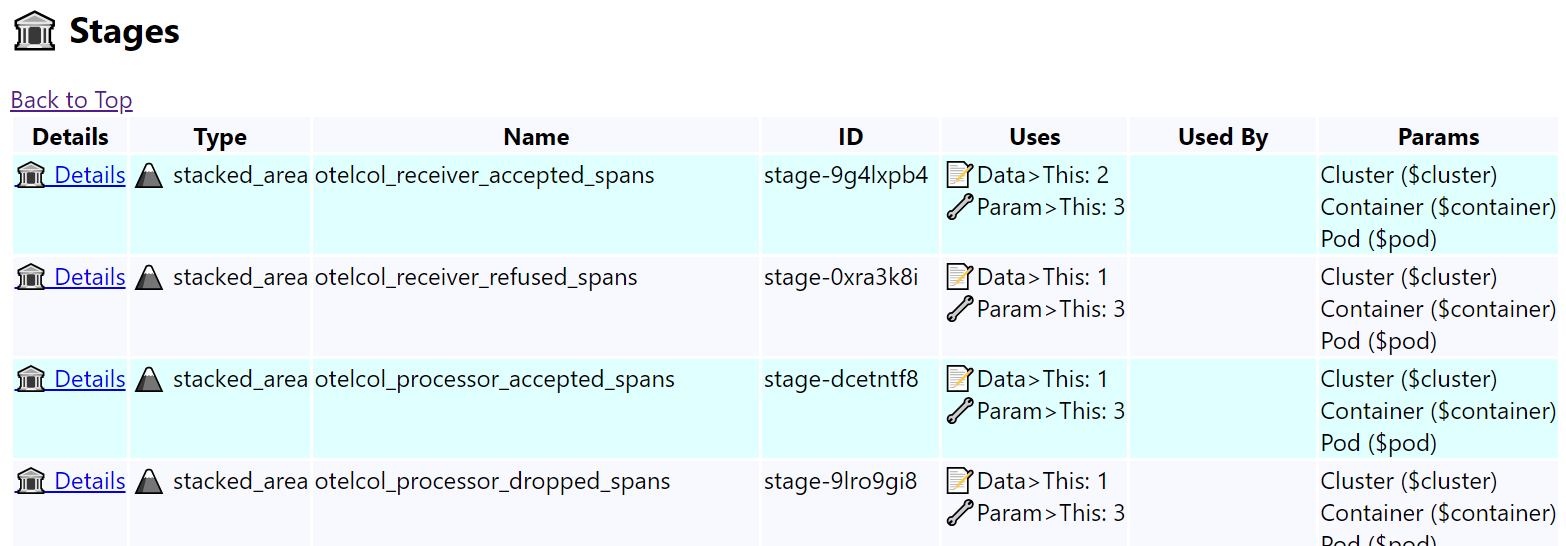 Stages
Back to Top
Details Type Name ID Uses Used By Params
Details stacked_area otelcol_receiver_accepted_spans stage-9g4lxpb4 Data>This: 2 Cluster ($cluster)
Param>This: 3 Container ($container)
Pod ($pod)
Details stacked_area otelcol_receiver_refused_spans stage-0xra3k8i Data>This: 1 Cluster ($cluster)
Param>This: 3 Container ($container)
Pod ($pod)
Details stacked_area otelcol_processor_accepted_spans stage-dcetntf8 Data>This: 1 Cluster ($cluster)
Param>This: 3 Container ($container)
Pod ($pod)
Details stacked_area otelcol_processor_dropped_spans stage-9lro9gi8 Data>This: 1 Cluster ($cluster)
Param>This: 3 Container ($container)
Pod ($pod)